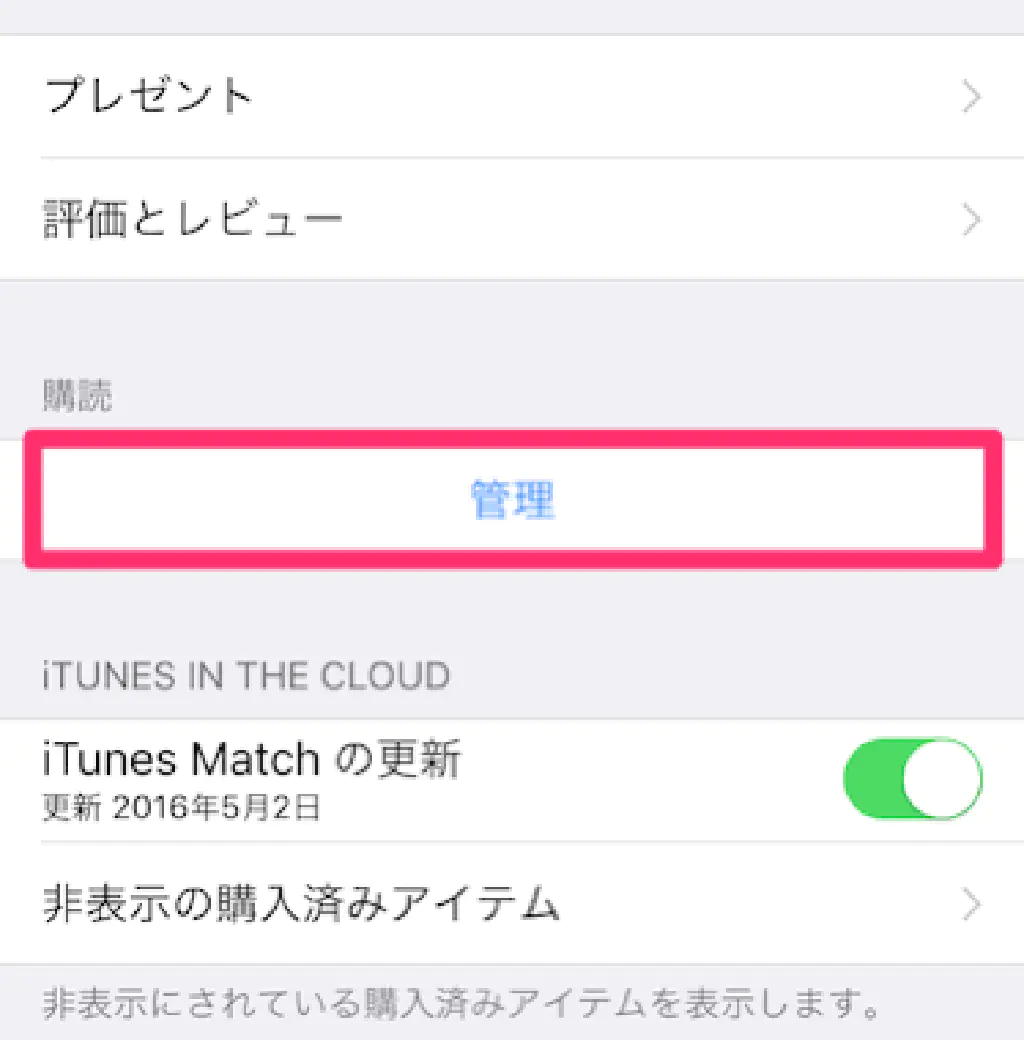 プレゼント
評価とレビュー
購読
管理
iTUNES IN THE CLOUD
iTunes Match の更新
更新 2016年5月2日
非表示の購入済みアイテム
非表示にされている購入済みアイテムを表示します。